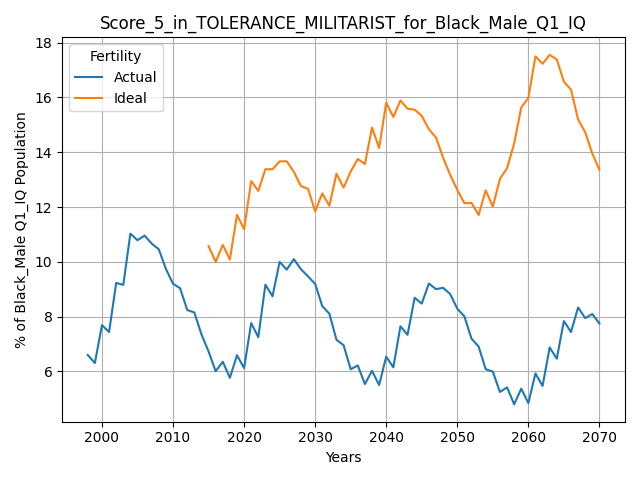 Score_5_in_TOLERANCE_MILITARIST_for_Black_Male_Q1_IQ
Fertility
Actual
Ideal
% of Black_Male Q1_IQ Population
18
16
14
12
10
8
6
2000 2010 2020 2030 2040 2050 2060 2070
Years